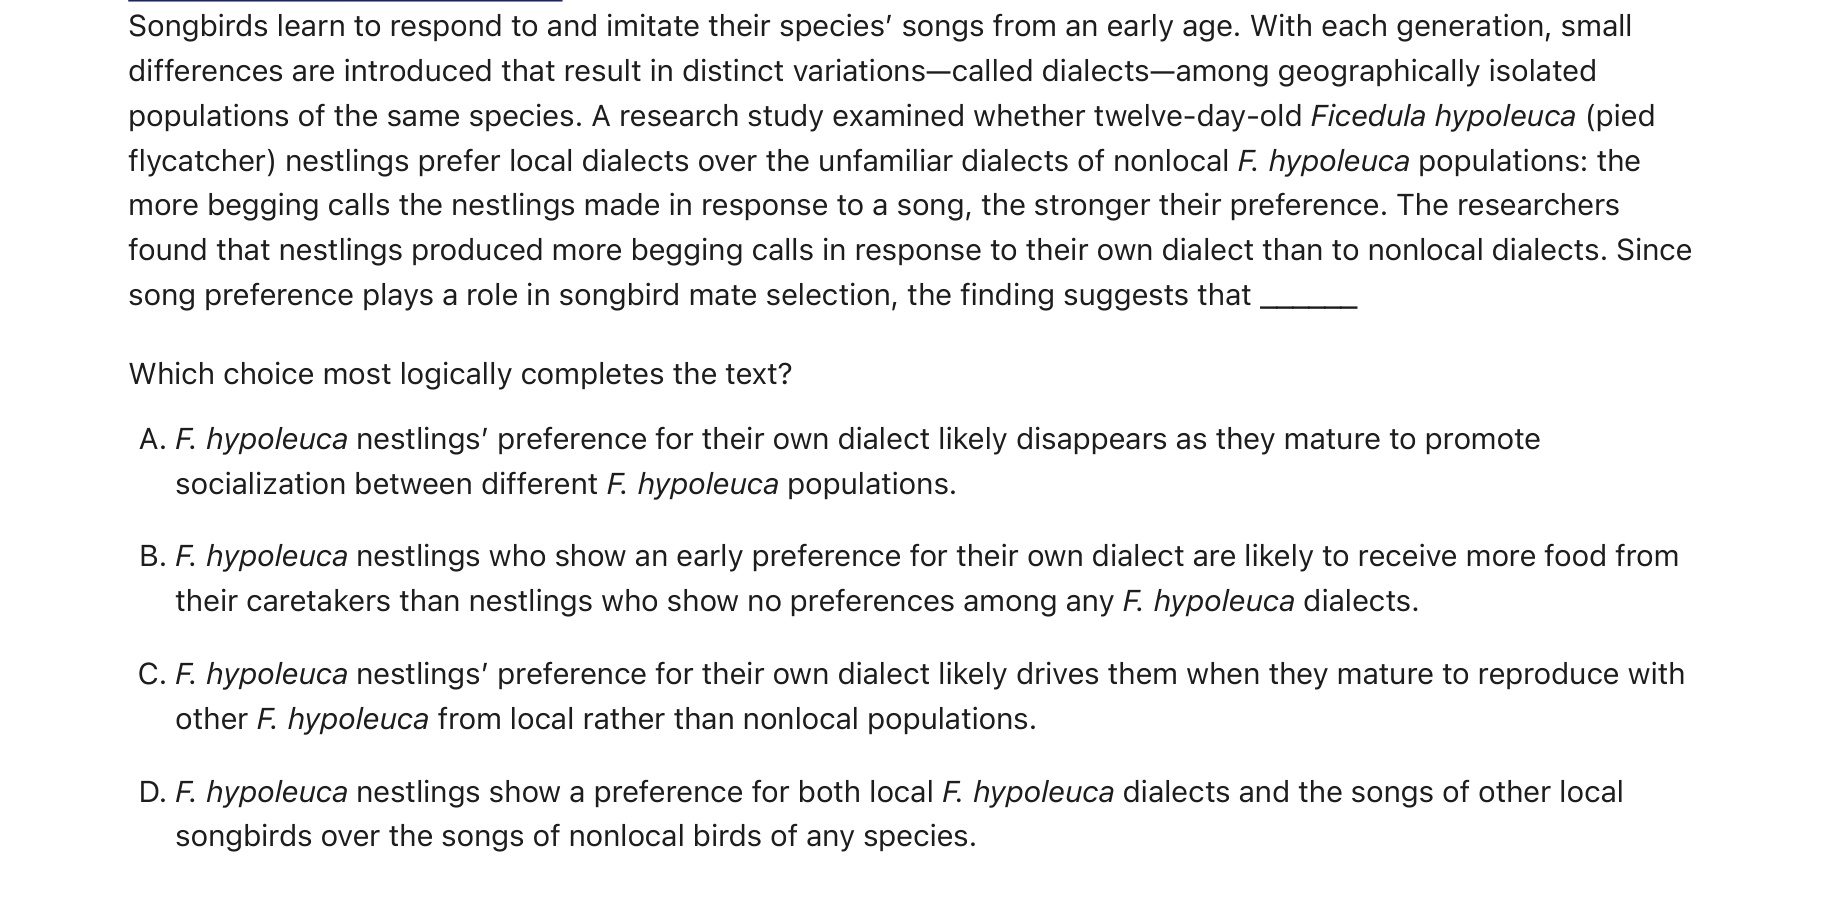 Songbirds learn to respond to and imitate their species’ songs from an early age. With each generation, small
differences are introduced that result in distinct variations—called dialects—among geographically isolated
populations of the same species. A research study examined whether twelve-day-old Ficedula hypoleuca (pied
flycatcher) nestlings prefer local dialects over the unfamiliar dialects of nonlocal F. hypoleuca populations: the
more begging calls the nestlings made in response to a song, the stronger their preference. The researchers
found that nestlings produced more begging calls in response to their own dialect than to nonlocal dialects. Since
song preference plays a role in songbird mate selection, the finding suggests that ______
Which choice most logically completes the text?
A. F. hypoleuca nestlings’ preference for their own dialect likely disappears as they mature to promote
socialization between different F. hypoleuca populations.
B. F. hypoleuca nestlings who show an early preference for their own dialect are likely to receive more food from
their caretakers than nestlings who show no preferences among any F. hypoleuca dialects.
C. F. hypoleuca nestlings’ preference for their own dialect likely drives them when they mature to reproduce with
other F. hypoleuca from local rather than nonlocal populations.
D. F. hypoleuca nestlings show a preference for both local F. hypoleuca dialects and the songs of other local
songbirds over the songs of nonlocal birds of any species.